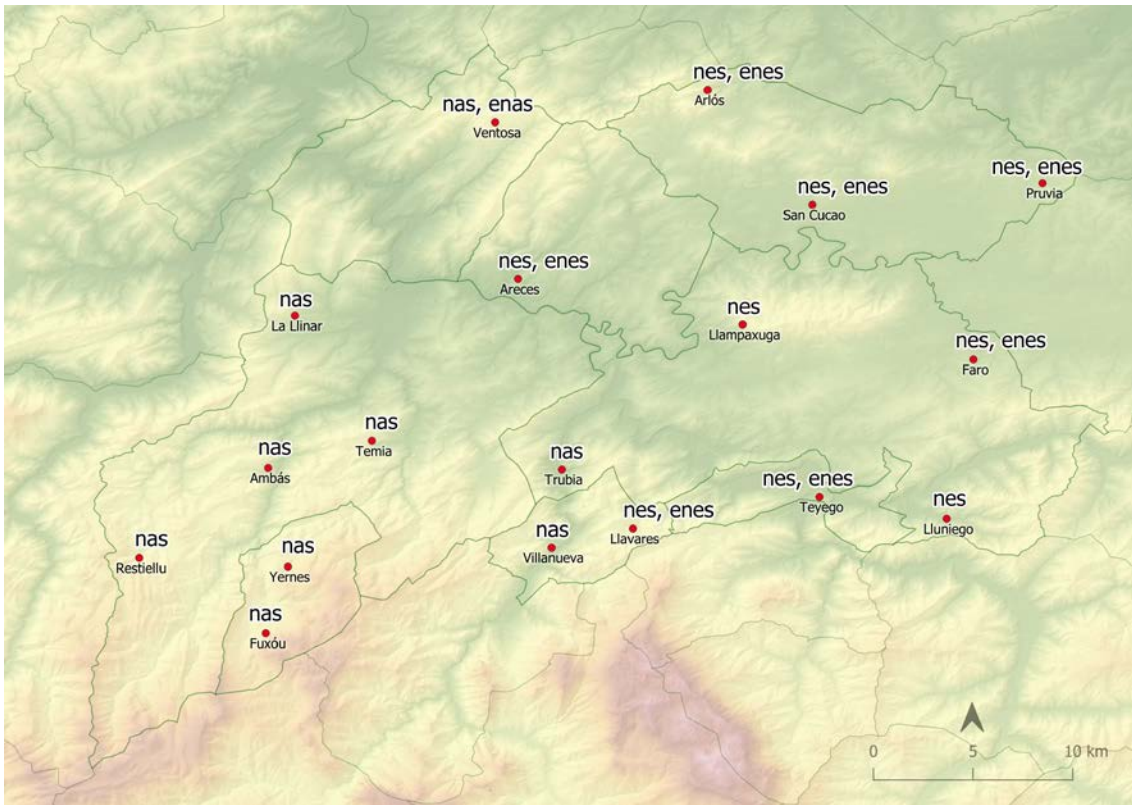 nes, enes
Arlós
nas, enas
Ventosa
nes, enes
Pruvia
nes, enes
San Cucao
nes, enes
Areces
nas
La Llinar
nes
Llampaxuga
nes, enes
Faro
nas
Temia
nas
Ambás
nas
Trubia
nes, enes
Teyego
nes
Lluniego
nes, enes
Llavares
nas
Villanueva
nas
Restiellu
nas
Yernes
nas
Fuxóu
0 5 10 km